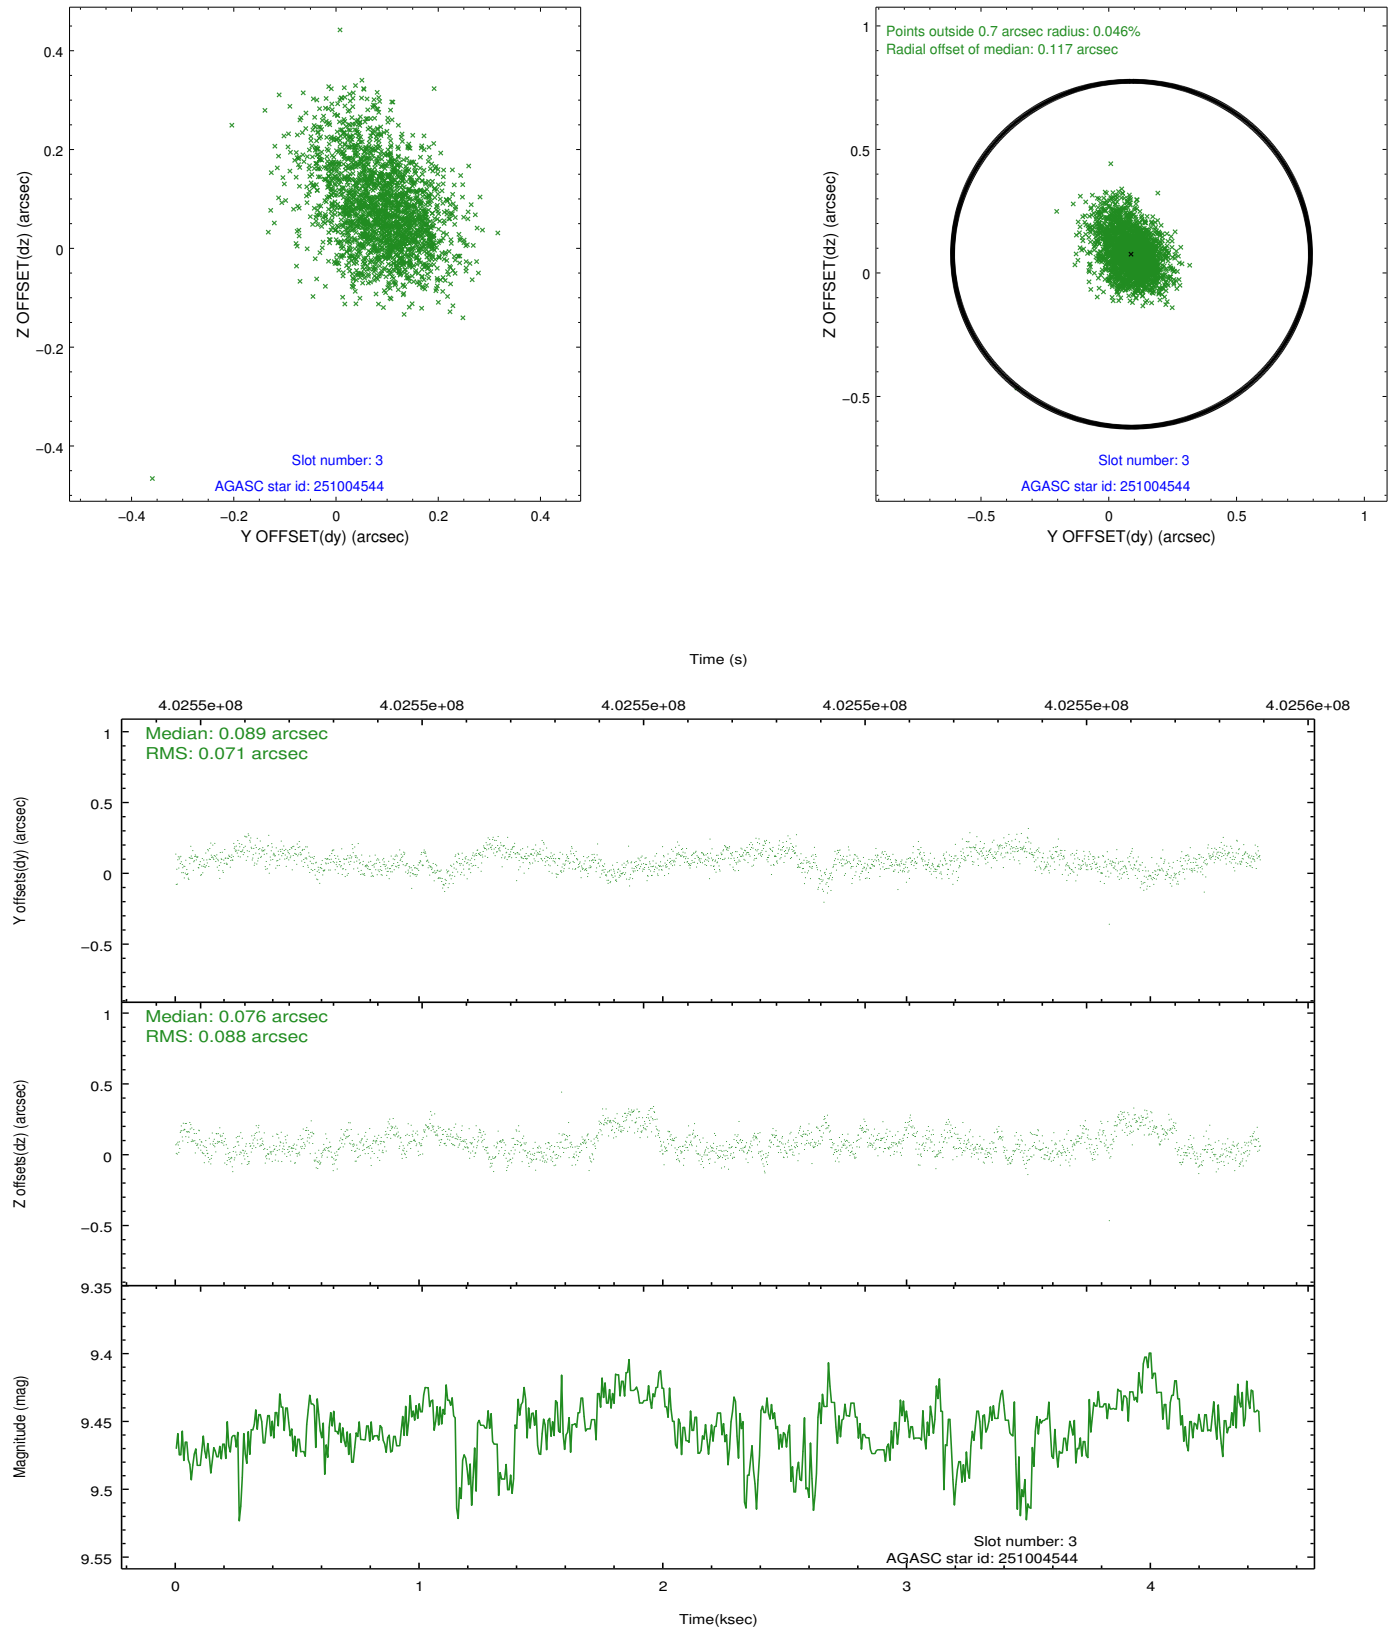 0.4
0.2
0
−0.2
−0.4
Z OFFSET(dz) (arcsec)
Slot number: 3
AGASC star id: 251004544
−0.4 −0.2 0 0.2 0.4
Y OFFSET(dy) (arcsec)
Points outside 0.7 arcsec radius: 0.046%
Radial offset of median: 0.117 arcsec
1
0.5
0
−0.5
Z OFFSET(dz) (arcsec)
Slot number: 3
AGASC star id: 251004544
−0.5 0 0.5 1
Y OFFSET(dy) (arcsec)
Time (s)
4.0255e+08 4.0255e+08 4.0255e+08 4.0255e+08 4.0255e+08 4.0256e+08
Median: 0.089 arcsec
RMS: 0.071 arcsec
1
0.5
0
−0.5
Y offsets(dy) (arcsec)
Median: 0.076 arcsec
RMS: 0.088 arcsec
1
0.5
0
−0.5
Z offsets(dz) (arcsec)
9.35
9.4
9.45
9.5
9.55
Magnitude (mag)
Slot number: 3
AGASC star id: 251004544
0 1 2 3 4
Time(ksec)